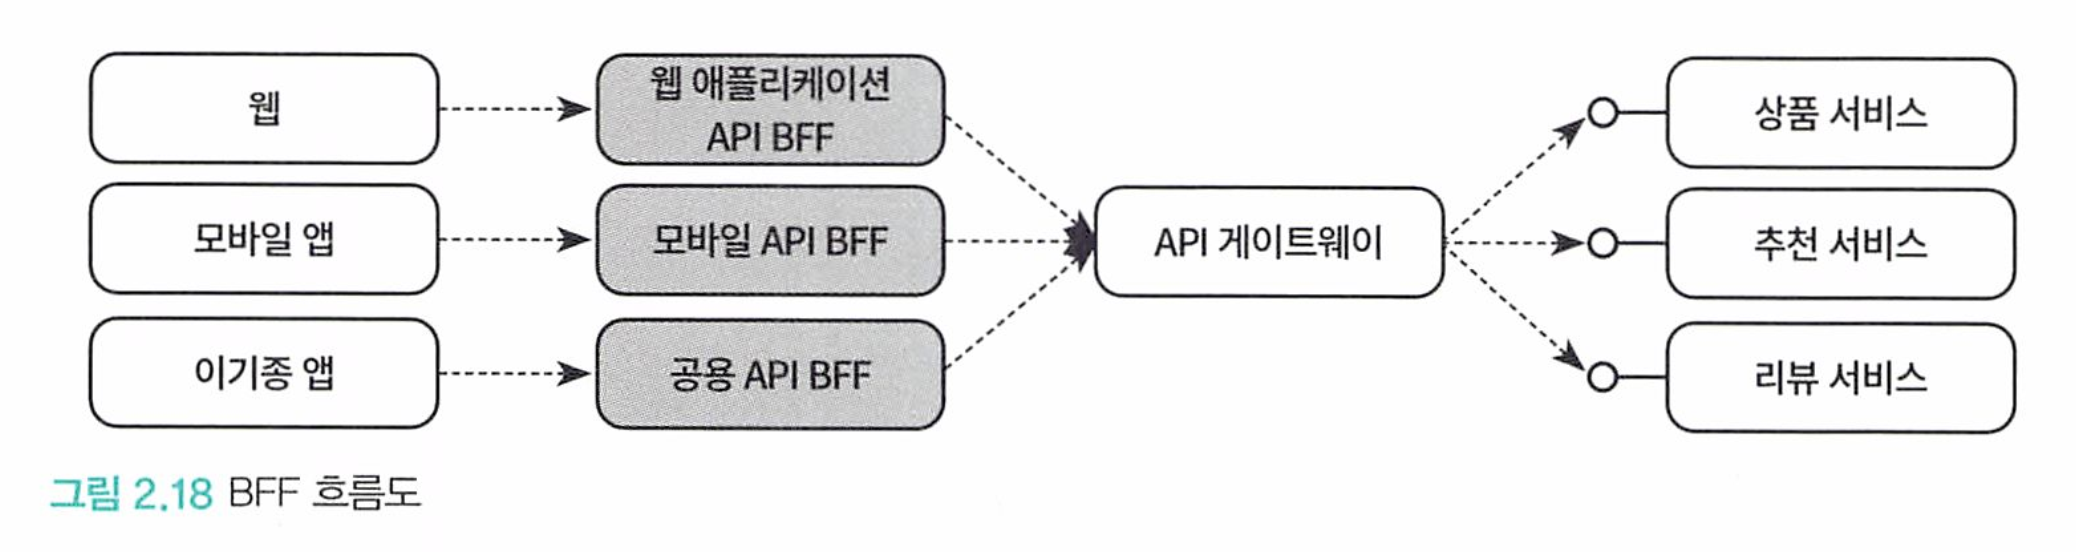 웹
웹 애플리케이션
API BFF
모바일 앱
모바일 API BFF
이기종 앱
공용 API BFF
API 게이트웨이
상품 서비스
추천 서비스
리뷰 서비스
그림 2.18 BFF 흐름도